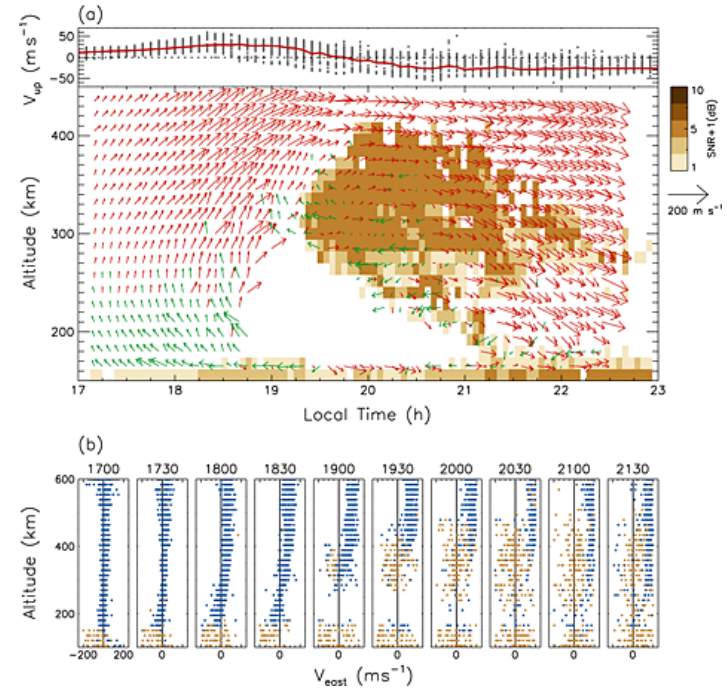 (a)
V_up (m s⁻¹)
50
0
−50
Altitude (km)
400
300
200
17 18 19 20 21 22 23
Local Time (h)
10
5
1
SNR+1(dB)
200 m s⁻¹
(b)
1700 1730 1800 1830 1900 1930 2000 2030 2100 2130
Altitude (km)
600
400
200
−200 0 200 0 0 0 0 0 0 0 0 0
V_east (ms⁻¹)